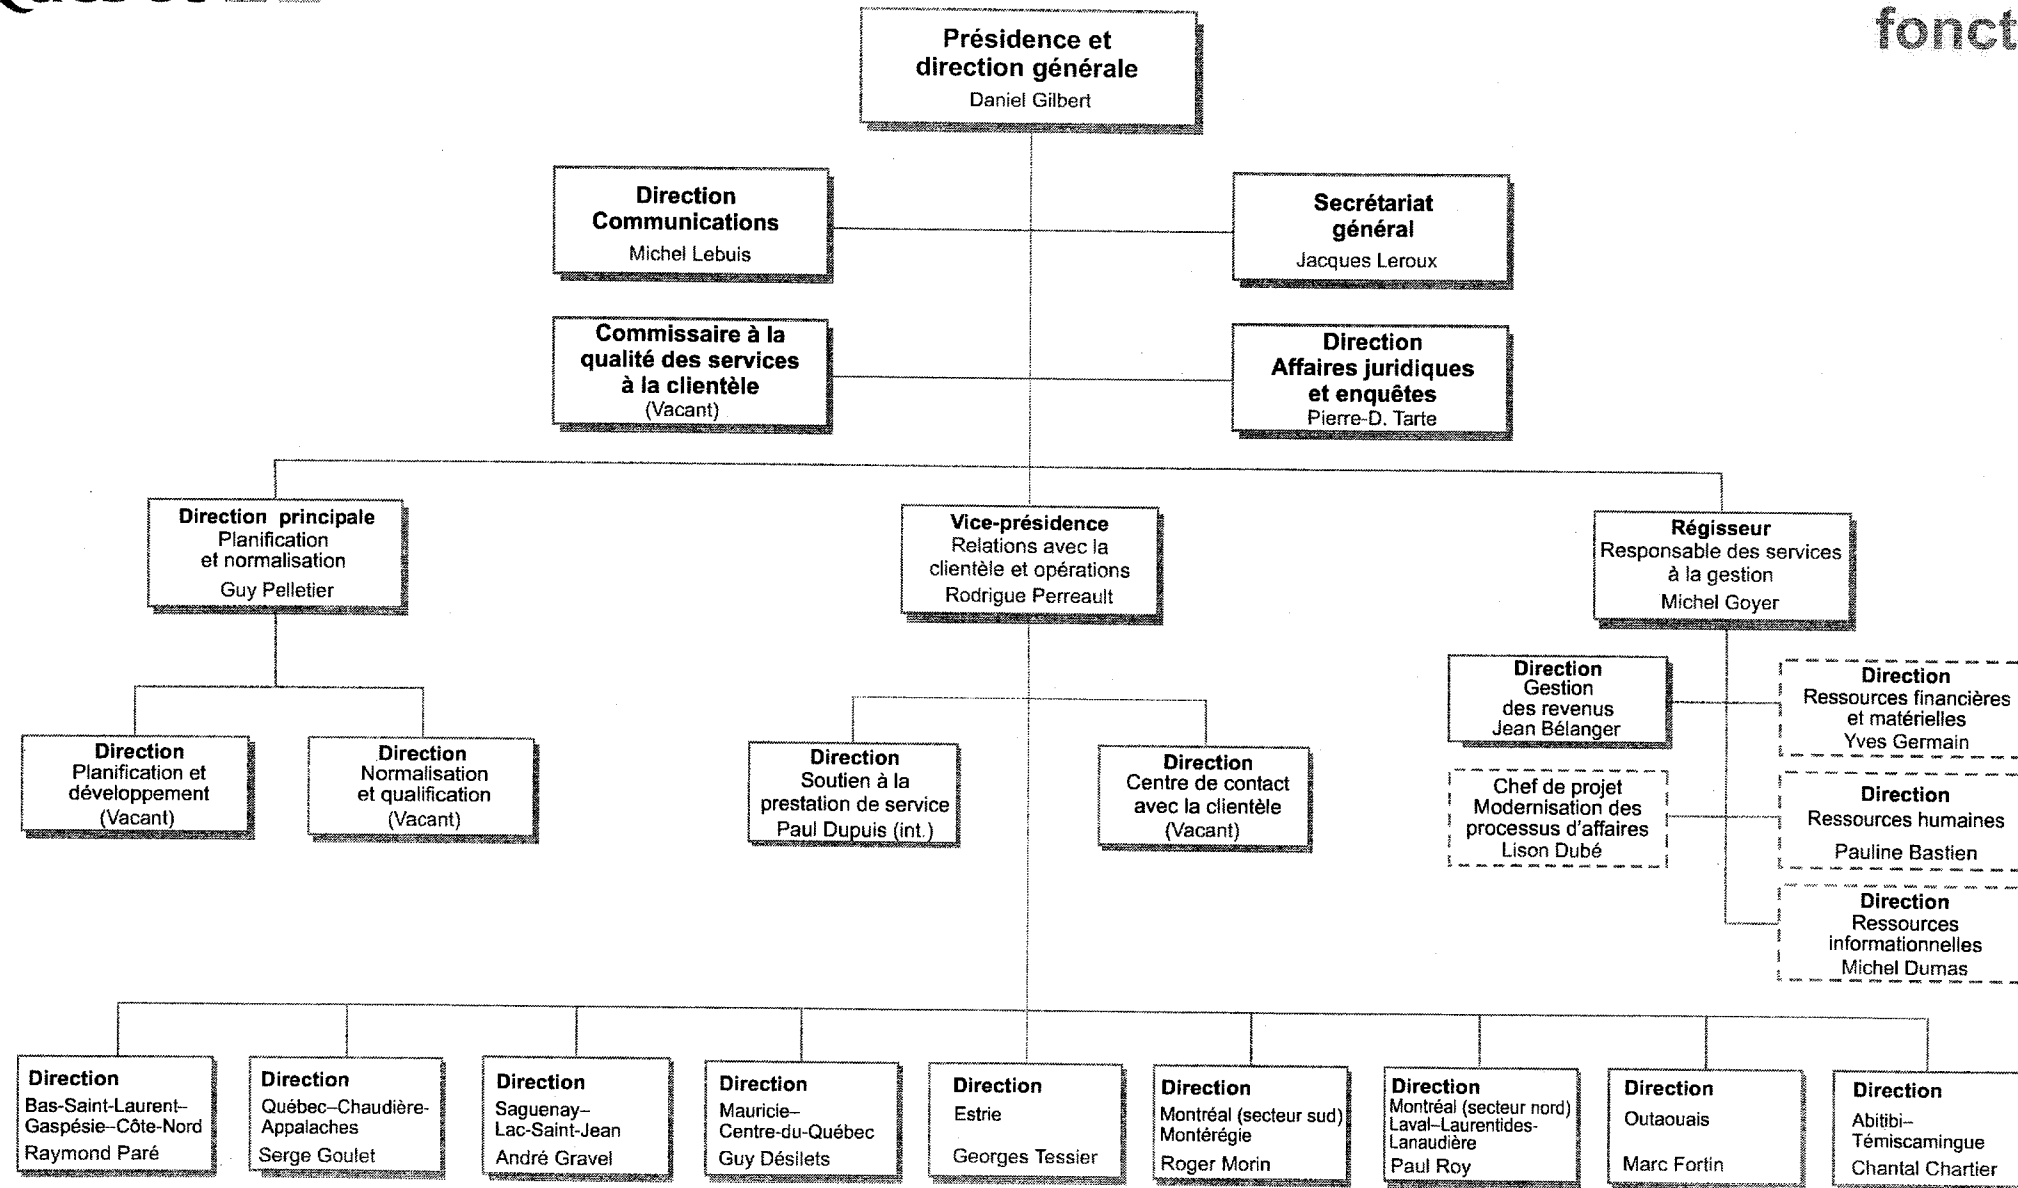 Présidence et
direction générale
Daniel Gilbert
Direction
Communications
Michel Lebuis
Secrétariat
général
Jacques Leroux
Commissaire à la
qualité des services
à la clientèle
(Vacant)
Direction
Affaires juridiques
et enquêtes
Pierre-D. Tarte
Direction principale
Planification
et normalisation
Guy Pelletier
Vice-présidence
Relations avec la
clientèle et opérations
Rodrigue Perreault
Régisseur
Responsable des services
à la gestion
Michel Goyer
Direction
Planification et
développement
(Vacant)
Direction
Normalisation
et qualification
(Vacant)
Direction
Soutien à la
prestation de service
Paul Dupuis (int.)
Direction
Centre de contact
avec la clientèle
(Vacant)
Direction
Gestion
des revenus
Jean Bélanger
Direction
Ressources financières
et matérielles
Yves Germain
Chef de projet
Modernisation des
processus d'affaires
Lison Dubé
Direction
Ressources humaines
Pauline Bastien
Direction
Ressources
informationnelles
Michel Dumas
Direction
Bas-Saint-Laurent–
Gaspésie–Côte-Nord
Raymond Paré
Direction
Québec–Chaudière-
Appalaches
Serge Goulet
Direction
Saguenay–
Lac-Saint-Jean
André Gravel
Direction
Mauricie–
Centre-du-Québec
Guy Désilets
Direction
Estrie
Georges Tessier
Direction
Montréal (secteur sud)
Montérégie
Roger Morin
Direction
Montréal (secteur nord)
Laval–Laurentides-
Lanaudière
Paul Roy
Direction
Outaouais
Marc Fortin
Direction
Abitibi–
Témiscamingue
Chantal Chartier
fonct